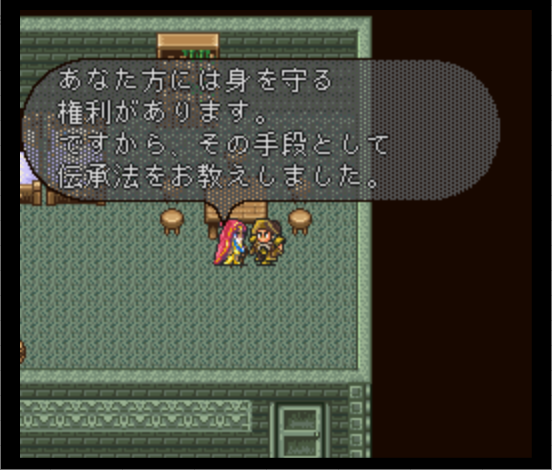 あなた方には身を守る
権利があります。
ですから、その手段として
伝承法をお教えしました。